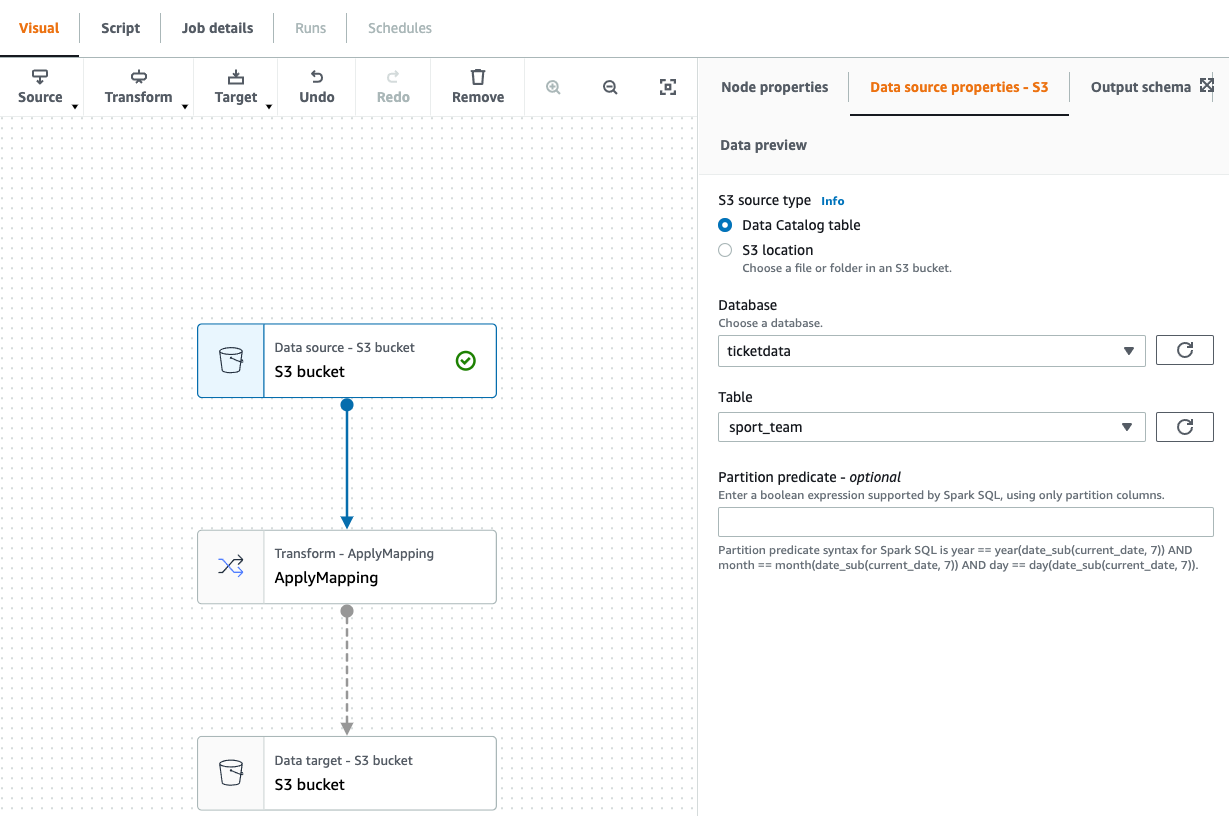 Visual
Script
Job details
Runs
Schedules
Source
Transform
Target
Undo
Redo
Remove
Node properties
Data source properties - S3
Output schema
Data preview
S3 source type Info
Data Catalog table
S3 location
Choose a file or folder in an S3 bucket.
Database
Choose a database.
ticketdata
Table
sport_team
Partition predicate - optional
Enter a boolean expression supported by Spark SQL, using only partition columns.
Partition predicate syntax for Spark SQL is year == year(date_sub(current_date, 7)) AND
month == month(date_sub(current_date, 7)) AND day == day(date_sub(current_date, 7)).
Data source - S3 bucket
S3 bucket
Transform - ApplyMapping
ApplyMapping
Data target - S3 bucket
S3 bucket